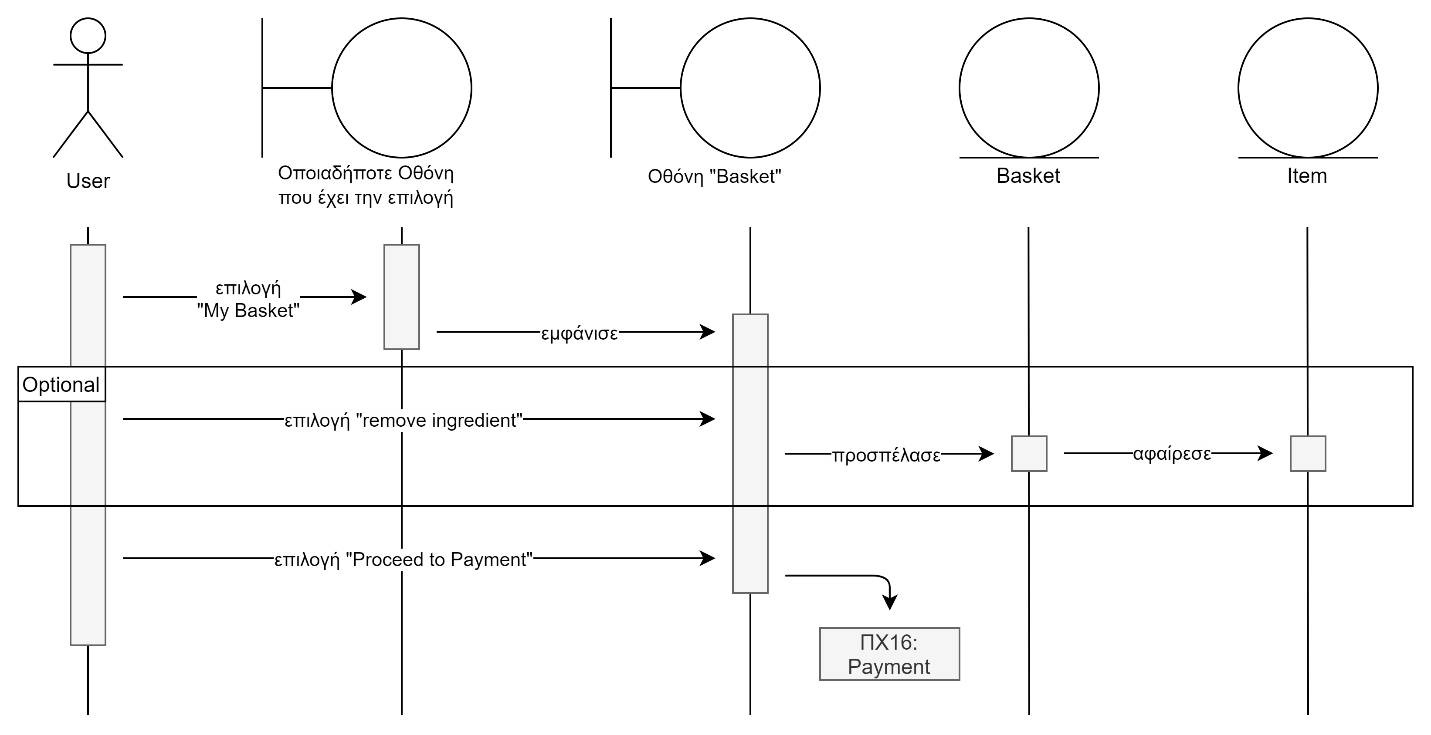 User
Οποιαδήποτε Οθόνη
που έχει την επιλογή
Οθόνη "Basket"
Basket
Item
επιλογή
"My Basket"
εμφάνισε
Optional
επιλογή "remove ingredient"
προσπέλασε
αφαίρεσε
επιλογή "Proceed to Payment"
ΠΧ16:
Payment